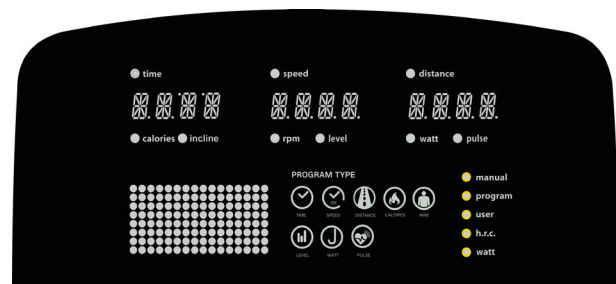 time speed distance
calories incline rpm level watt pulse
PROGRAM TYPE
manual
program
user
h.r.c.
watt
TIME SPEED DISTANCE CALORIES RPM
LEVEL WATT PULSE